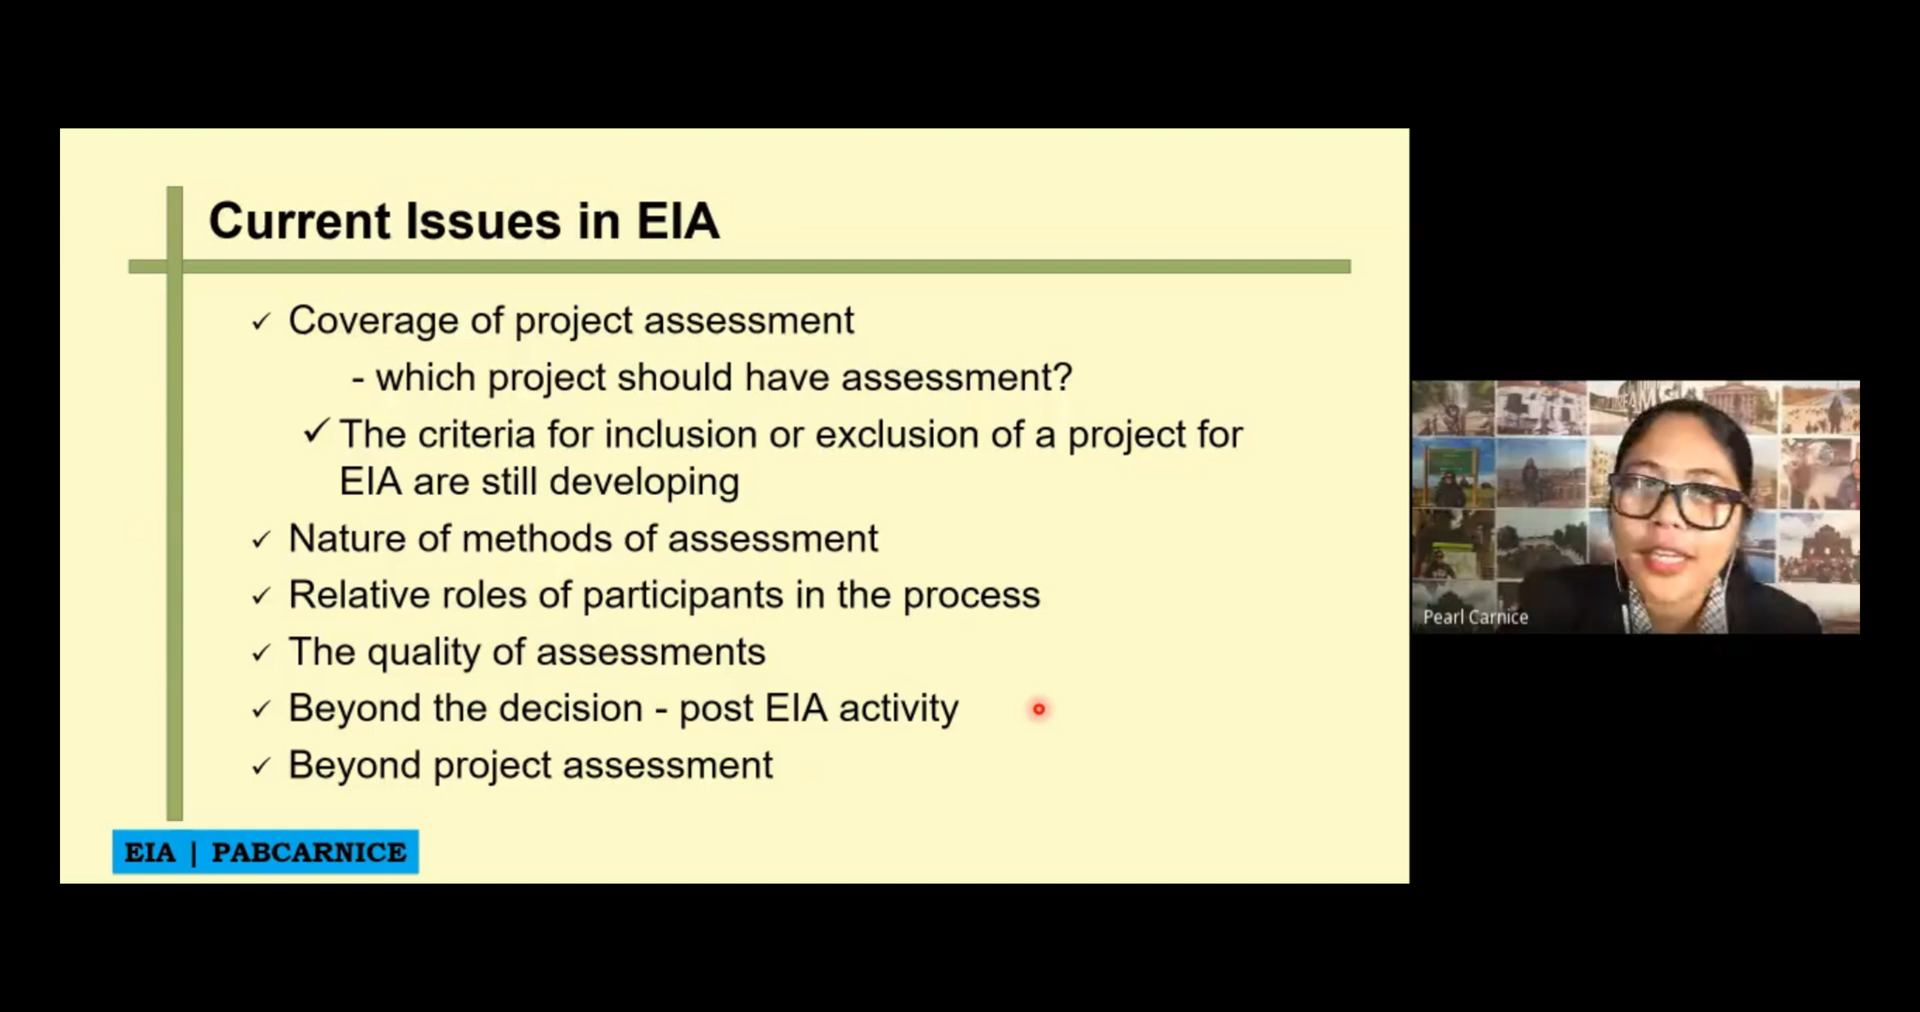 Current Issues in EIA
✓ Coverage of project assessment
- which project should have assessment?
✓ The criteria for inclusion or exclusion of a project for
EIA are still developing
✓ Nature of methods of assessment
✓ Relative roles of participants in the process
✓ The quality of assessments
✓ Beyond the decision - post EIA activity
✓ Beyond project assessment
EIA | PABCARNICE
Pearl Carnice